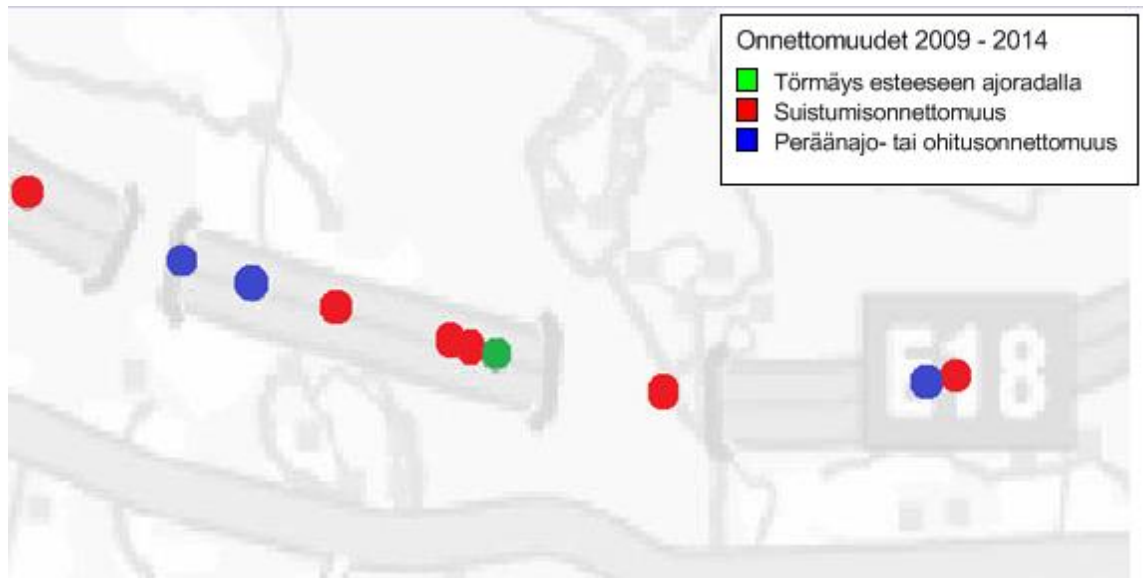 Onnettomuudet 2009 - 2014
Törmäys esteeseen ajoradalla
Suistumisonnettomuus
Peräänajo- tai ohitusonnettomuus
E18